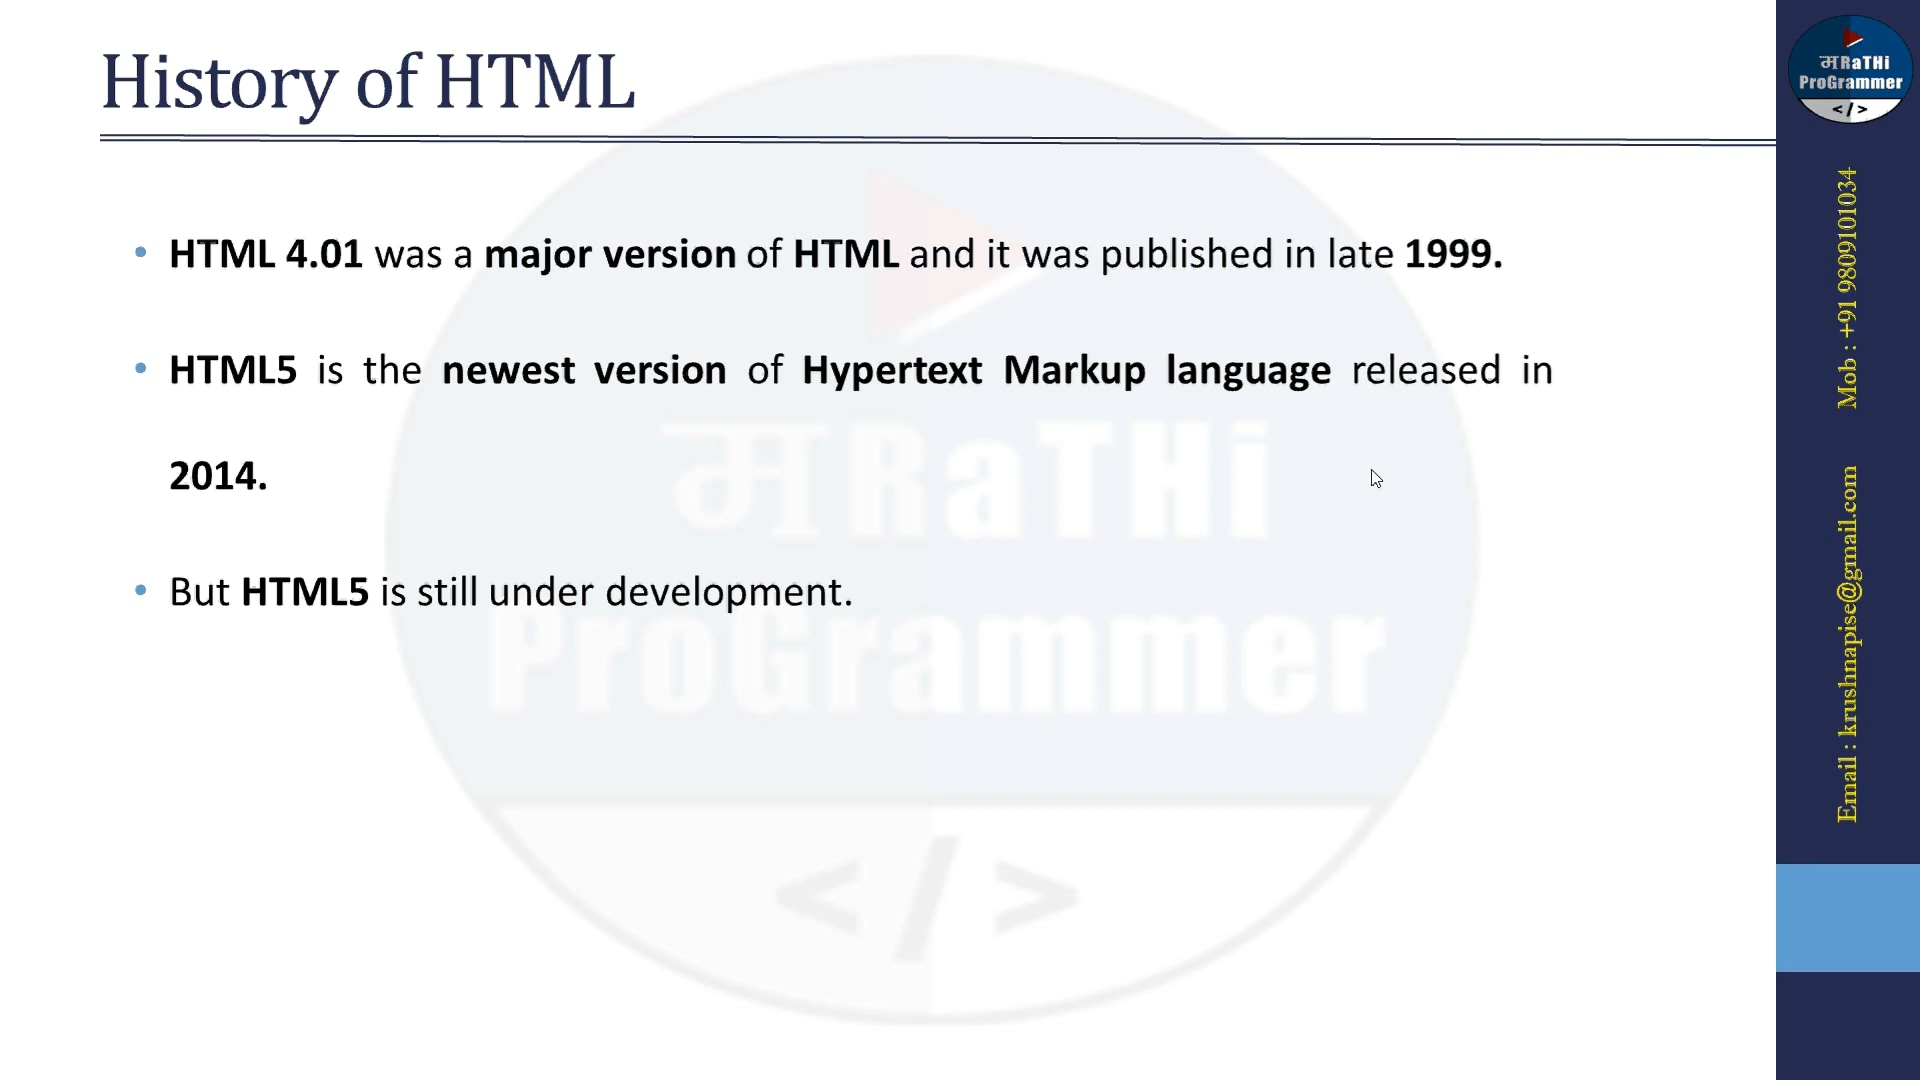 History of HTML
• HTML 4.01 was a major version of HTML and it was published in late 1999.
• HTML5 is the newest version of Hypertext Markup language released in
2014.
• But HTML5 is still under development.
मRaTHi
ProGrammer
</>
मRaTHi
ProGrammer
</>
Mob : +91 9809101034
Email : krushnapise@gmail.com